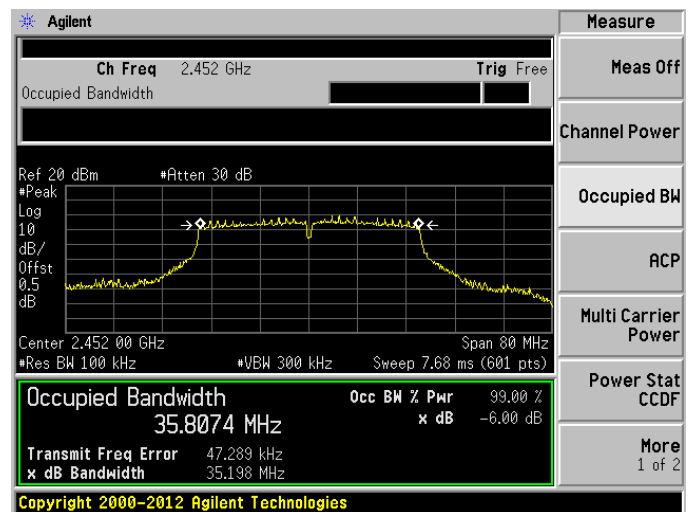 Agilent
Measure
Ch Freq 2.452 GHz Trig Free
Occupied Bandwidth
Meas Off
Channel Power
Occupied BW
ACP
Multi Carrier
Power
Power Stat
CCDF
More
1 of 2
Ref 20 dBm #Atten 30 dB
#Peak
Log
10
dB/
Offst
0.5
dB
Center 2.452 00 GHz Span 80 MHz
#Res BW 100 kHz #VBW 300 kHz Sweep 7.68 ms (601 pts)
Occupied Bandwidth Occ BW % Pwr 99.00 %
35.8074 MHz x dB -6.00 dB
Transmit Freq Error 47.289 kHz
x dB Bandwidth 35.198 MHz
Copyright 2000-2012 Agilent Technologies